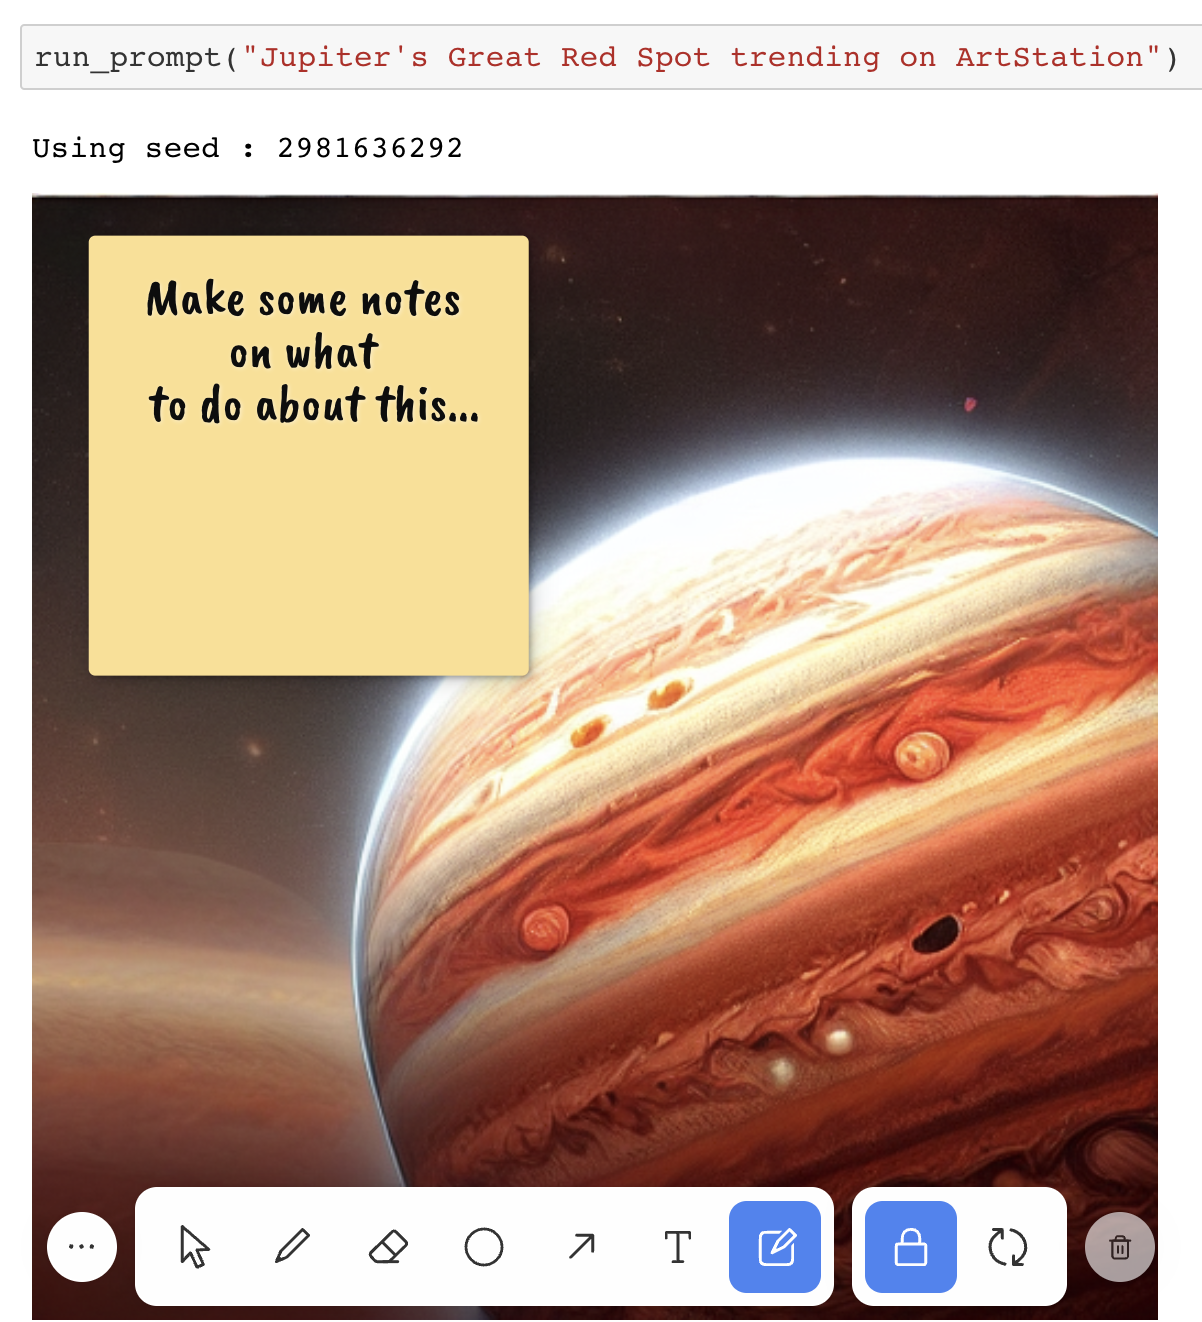 run_prompt("Jupiter's Great Red Spot trending on ArtStation")
Using seed : 2981636292
Make some notes
on what
to do about this...
T